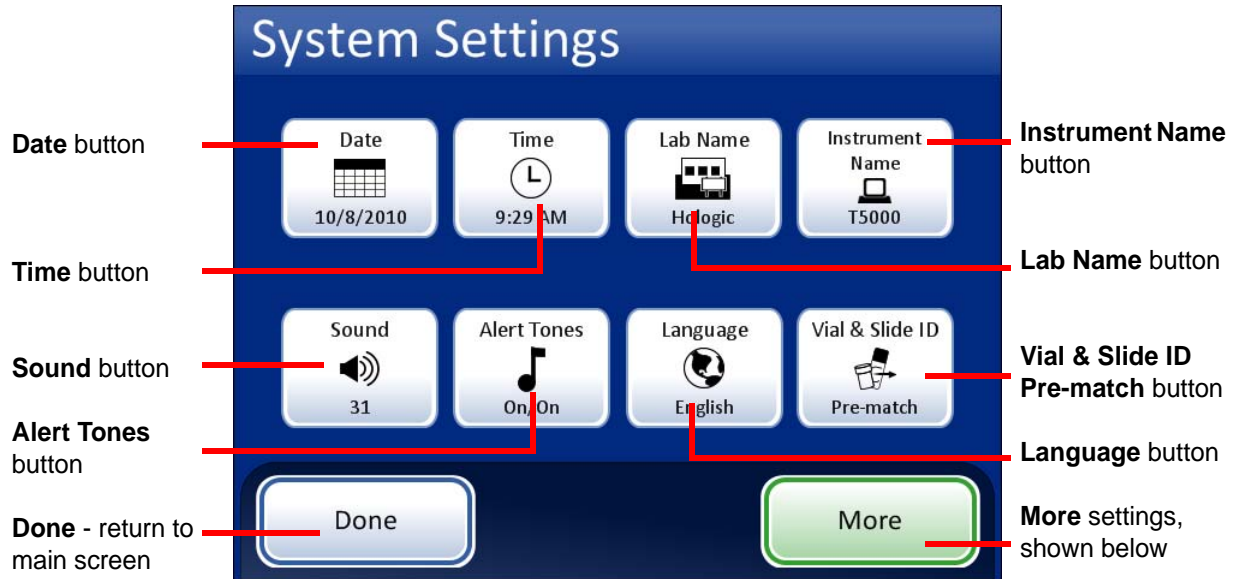 System Settings
Date button
Time button
Sound button
Alert Tones
button
Done - return to
main screen
Date
10/8/2010
Time
9:29 AM
Lab Name
Hologic
Instrument
Name
T5000
Sound
31
Alert Tones
On/On
Language
English
Vial & Slide ID
Pre-match
Done
More
Instrument Name
button
Lab Name button
Vial & Slide ID
Pre-match button
Language button
More settings,
shown below